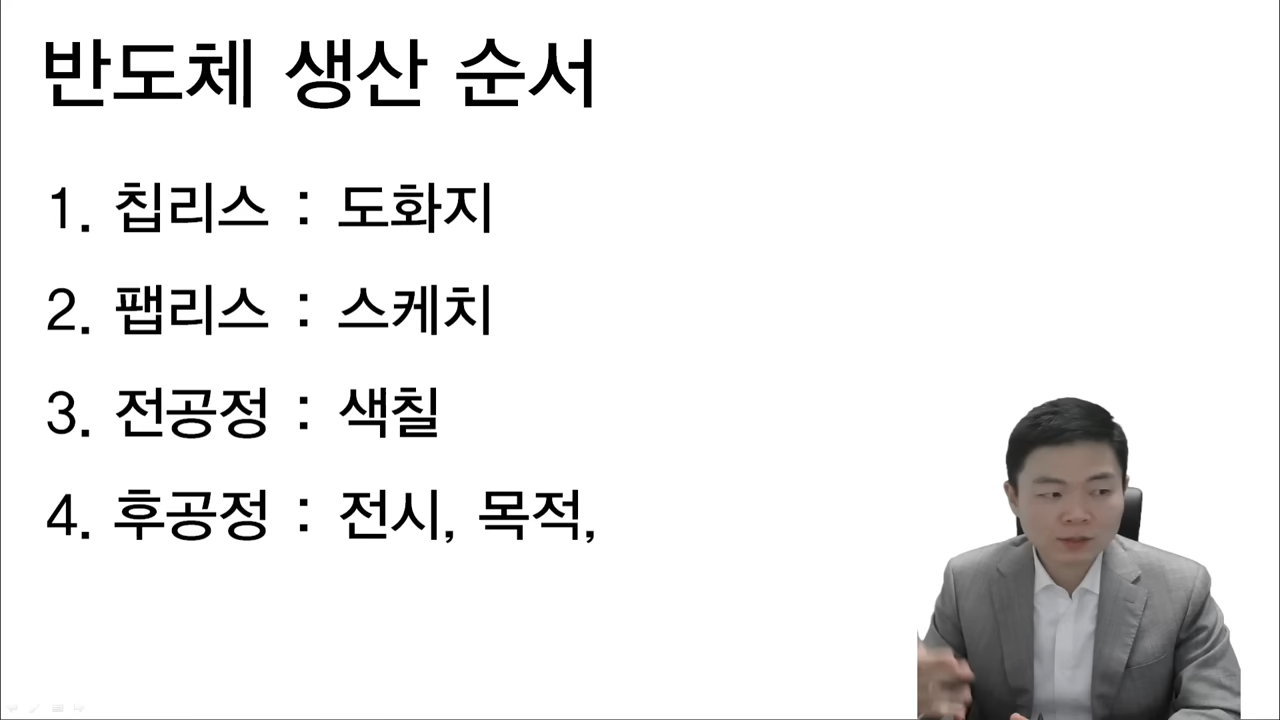 반도체 생산 순서
1. 칩리스 : 도화지
2. 팹리스 : 스케치
3. 전공정 : 색칠
4. 후공정 : 전시, 목적,